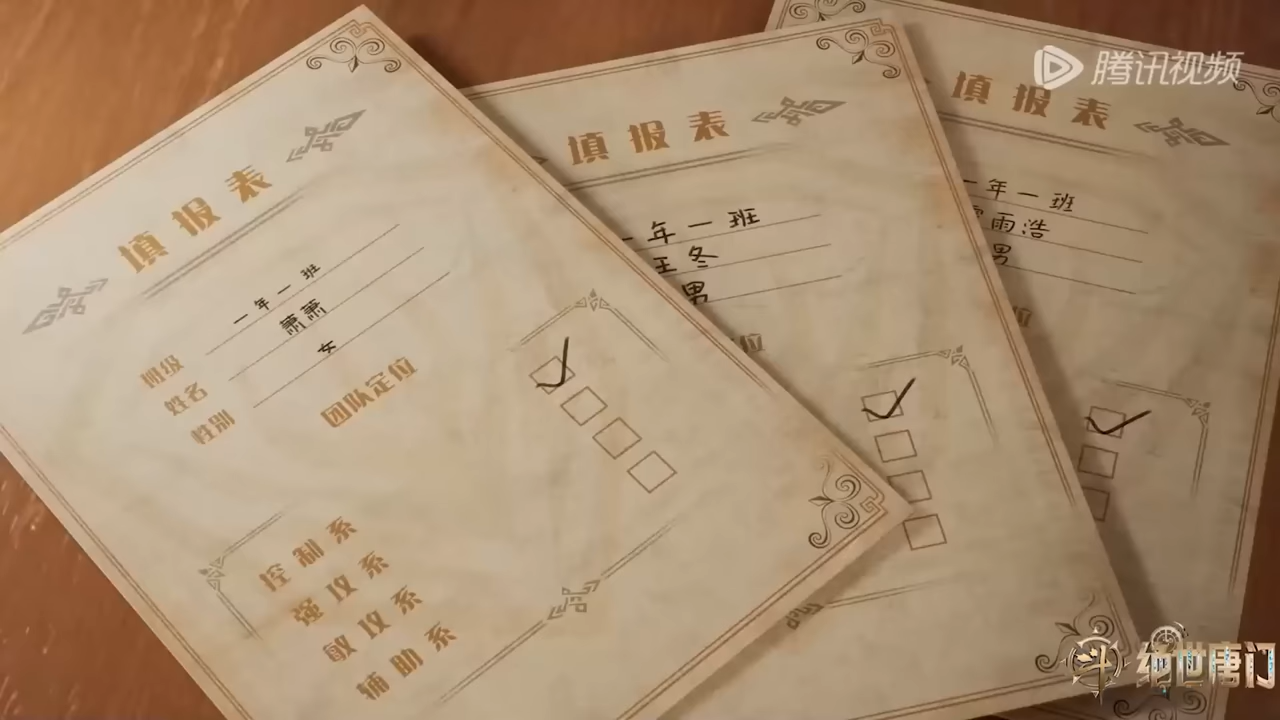 填报表
班级 一年一班
姓名 萧萧
性别 女
团队定位
控制系
强攻系
敏攻系
辅助系
填报表
一年一班
王冬
男
位
填报表
一年一班
雨浩
男
位
腾讯视频
斗 绝世唐门